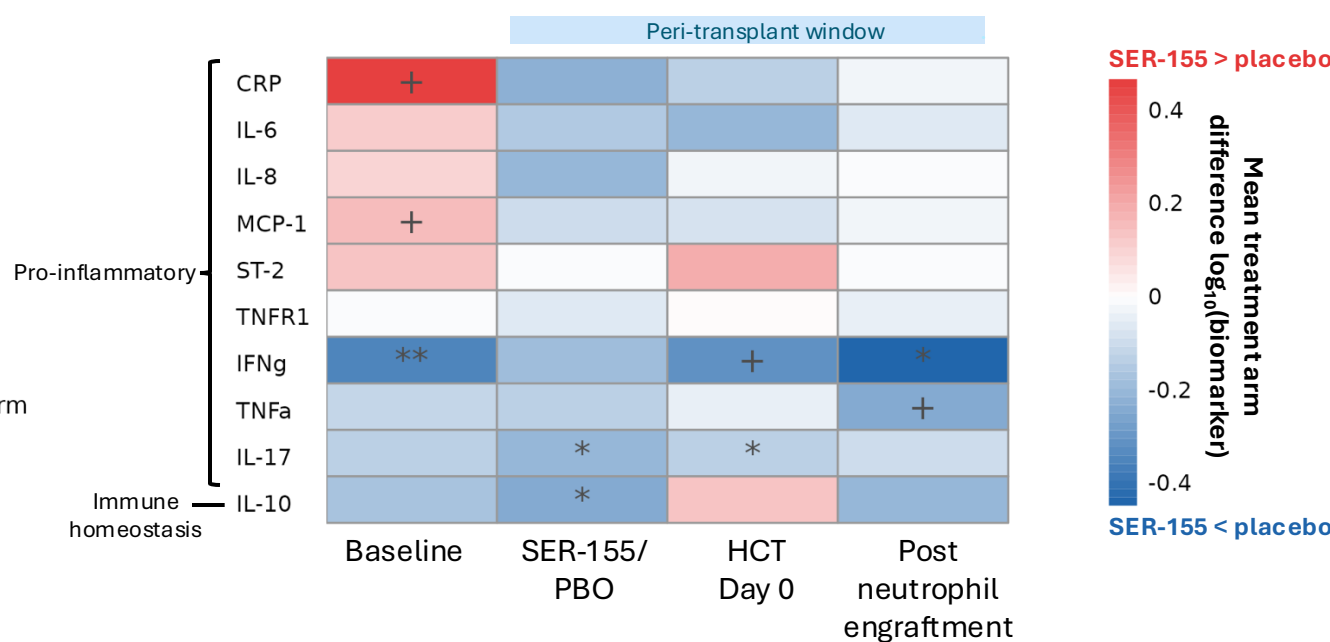 Peri-transplant window
CRP
+
IL-6
IL-8
MCP-1
+
Pro-inflammatory
ST-2
TNFR1
IFNg
**
+
*
rm
TNFa
+
IL-17
*
*
Immune
homeostasis
IL-10
*
Baseline
SER-155/
PBO
HCT
Day 0
Post
neutrophil
engraftment
SER-155 > placebo
0.4
0.2
0
-0.2
-0.4
Mean treatment arm
difference log₁₀(biomarker)
SER-155 < placebo